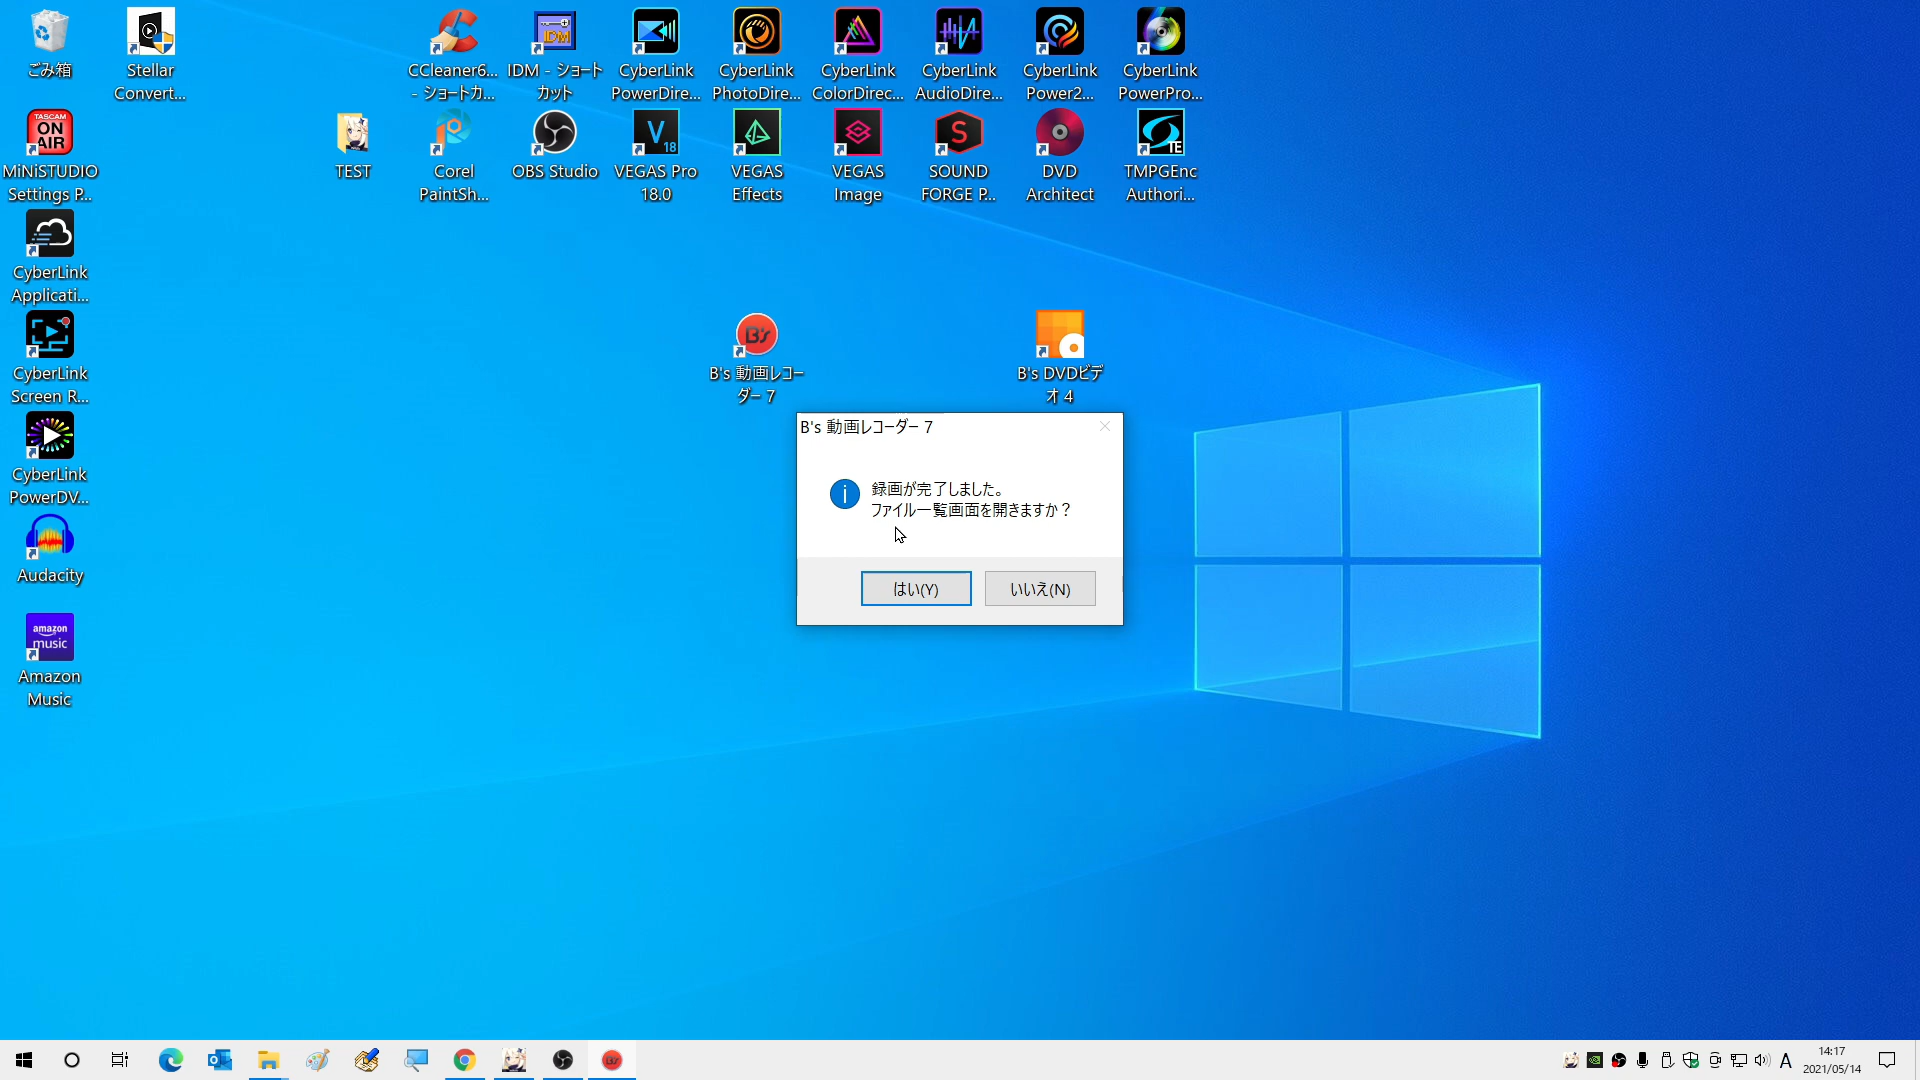 ごみ箱
Stellar
Convert...
CCleaner6...
- ショートカ...
IDM
IDM - ショート
カット
CyberLink
PowerDire...
CyberLink
PhotoDire...
CyberLink
ColorDirec...
CyberLink
AudioDire...
CyberLink
Power2...
CyberLink
PowerPro...
TASCAM
ON
AIR
MiNiSTUDIO
Settings P...
TEST
Corel
PaintSh...
OBS Studio
V
18
VEGAS Pro
18.0
VEGAS
Effects
VEGAS
Image
S
SOUND
FORGE P...
DVD
Architect
TE
TMPGEnc
Authori...
CyberLink
Applicati...
CyberLink
Screen R...
B's
B's 動画レコー
ダー 7
B's DVDビデ
オ 4
CyberLink
PowerDV...
B's 動画レコーダー 7
録画が完了しました。
ファイル一覧画面を開きますか？
はい(Y)
いいえ(N)
Audacity
amazon
music
Amazon
Music
A
14:17
2021/05/14